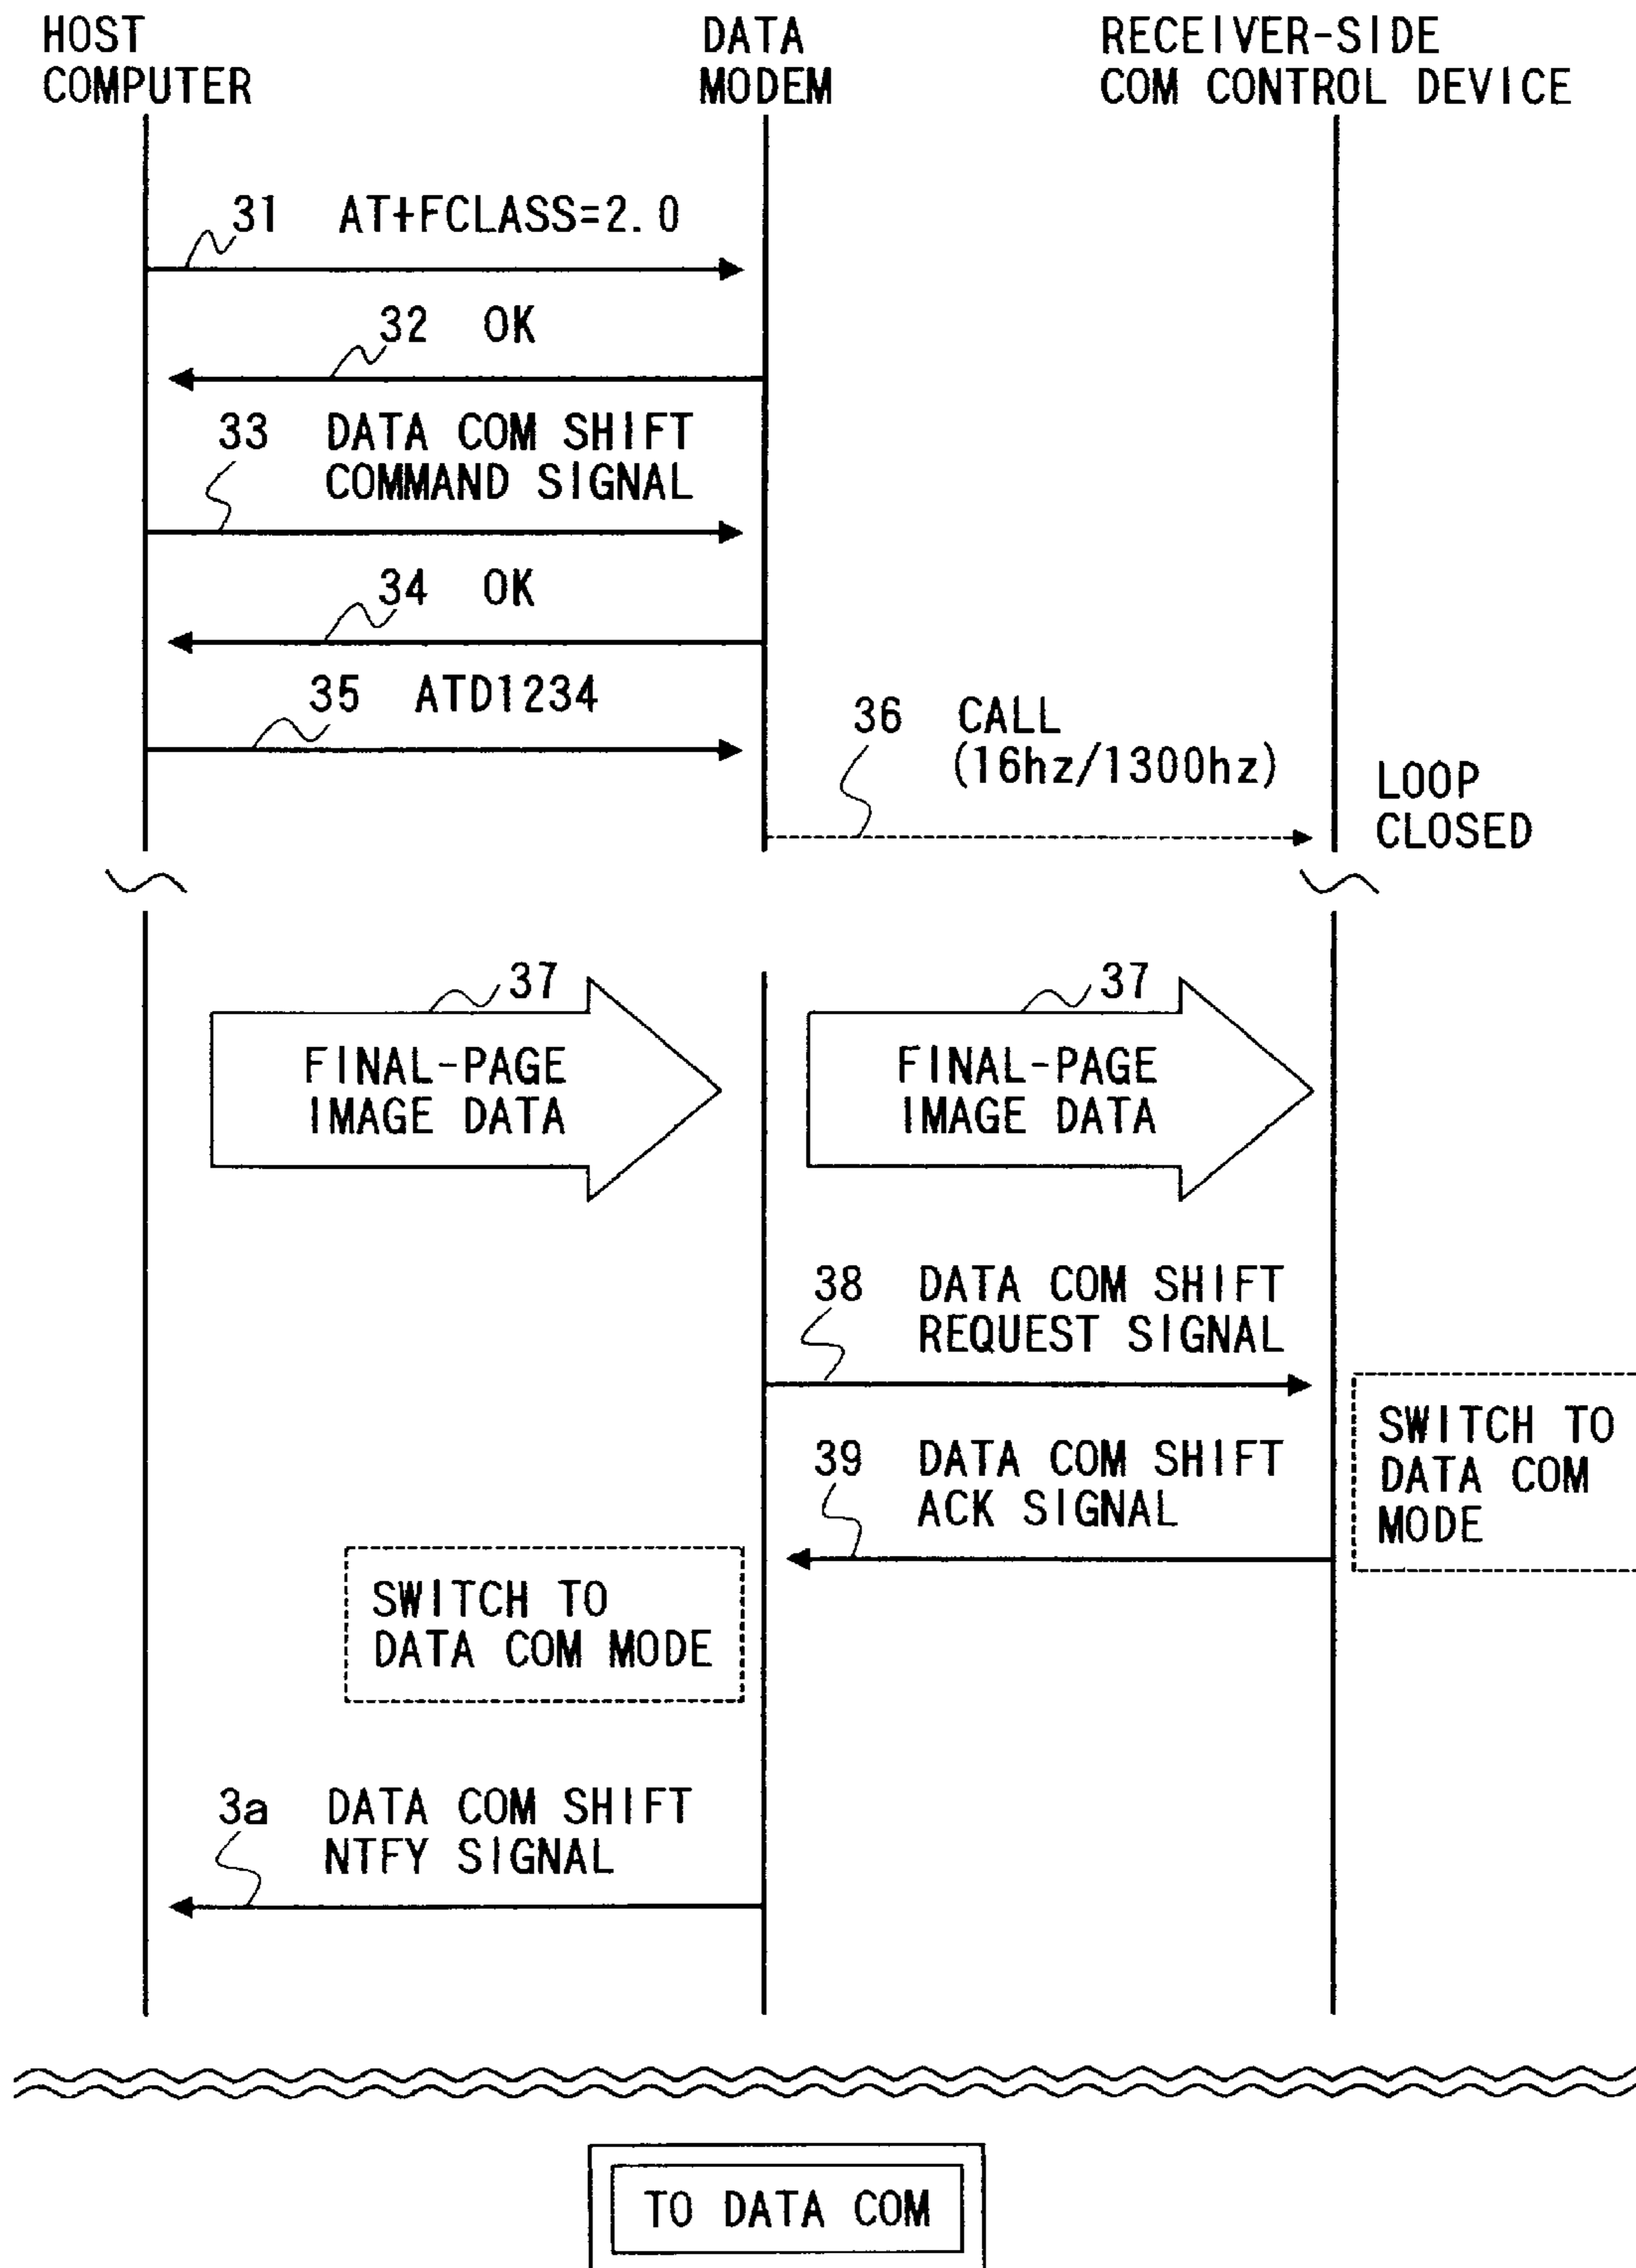 HOST
COMPUTER
DATA
MODEM
RECEIVER-SIDE
COM CONTROL DEVICE
31 AT+FCLASS=2.0
32 OK
33 DATA COM SHIFT
COMMAND SIGNAL
34 OK
35 ATD1234
36 CALL
(16hz/1300hz)
LOOP
CLOSED
37
FINAL-PAGE
IMAGE DATA
37
FINAL-PAGE
IMAGE DATA
38 DATA COM SHIFT
REQUEST SIGNAL
SWITCH TO
DATA COM
MODE
39 DATA COM SHIFT
ACK SIGNAL
SWITCH TO
DATA COM MODE
3a DATA COM SHIFT
NTFY SIGNAL
TO DATA COM